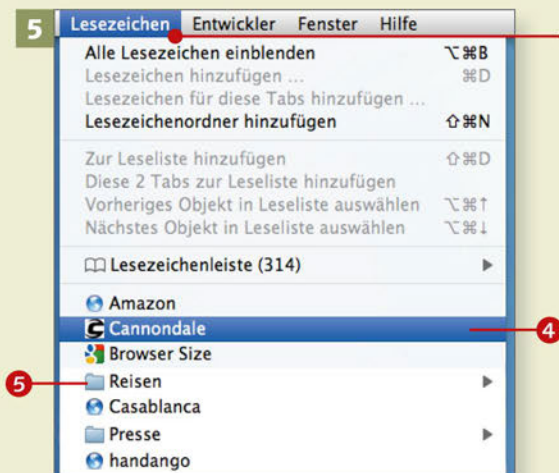 5
Lesezeichen Entwickler Fenster Hilfe
Alle Lesezeichen einblenden ⌥⌘B
Lesezeichen hinzufügen ... ⌘D
Lesezeichen für diese Tabs hinzufügen ...
Lesezeichenordner hinzufügen ⇧⌘N
Zur Leseliste hinzufügen ⇧⌘D
Diese 2 Tabs zur Leseliste hinzufügen
Vorheriges Objekt in Leseliste auswählen ⌥⌘↑
Nächstes Objekt in Leseliste auswählen ⌥⌘↓
Lesezeichenleiste (314)
Amazon
Cannondale 4
Browser Size
5 Reisen
Casablanca
Presse
handango